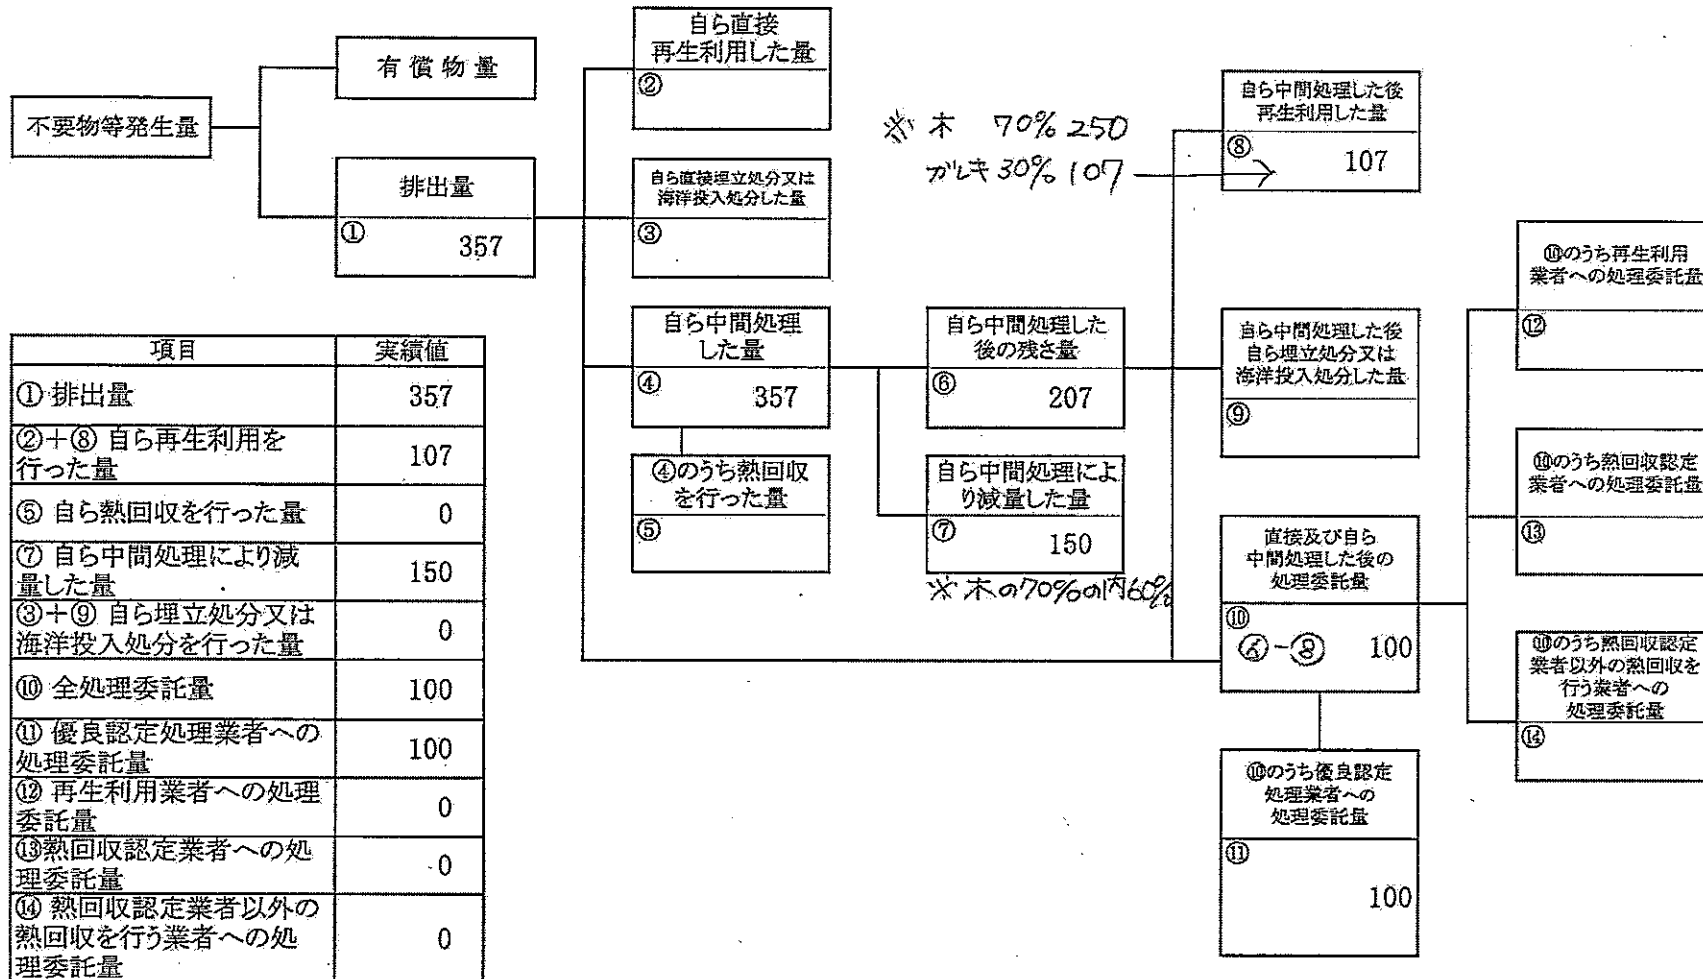 不要物等発生量
有償物量
排出量
①
357
自ら直接
再生利用した量
②
自ら直接埋立処分又は
海洋投入処分した量
③
自ら中間処理
した量
④
357
④のうち熱回収
を行った量
⑤
自ら中間処理した
後の残さ量
⑥
207
自ら中間処理によ
り減量した量
⑦
150
※木の70%の内60%
※ 木 70% 250
ガレキ 30% 107
自ら中間処理した後
再生利用した量
⑧
107
自ら中間処理した後
自ら埋立処分又は
海洋投入処分した量
⑨
直接及び自ら
中間処理した後の
処理委託量
⑩
⑥-⑧ 100
⑩のうち優良認定
処理業者への
処理委託量
⑪
100
⑩のうち再生利用
業者への処理委託量
⑫
⑩のうち熱回収認定
業者への処理委託量
⑬
⑩のうち熱回収認定
業者以外の熱回収を
行う業者への
処理委託量
⑭
項目 実績値
① 排出量 357
②+⑧ 自ら再生利用を
行った量 107
⑤ 自ら熱回収を行った量 0
⑦ 自ら中間処理により減
量した量 150
③+⑨ 自ら埋立処分又は
海洋投入処分を行った量 0
⑩ 全処理委託量 100
⑪ 優良認定処理業者への
処理委託量 100
⑫ 再生利用業者への処理
委託量 0
⑬熱回収認定業者への処
理委託量 0
⑭ 熱回収認定業者以外の
熱回収を行う業者への処
理委託量 0